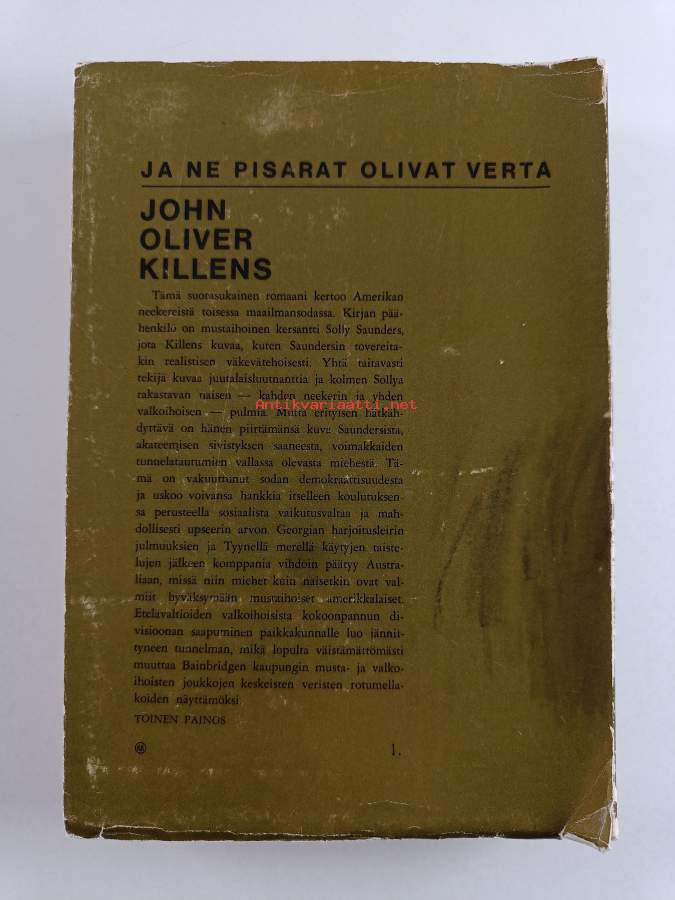 JA NE PISARAT OLIVAT VERTA
JOHN
OLIVER
KILLENS
Tämä suorasukainen romaani kertoo Amerikan
neekereistä toisessa maailmansodassa. Kirjan pää-
henkilö on mustaihoinen kersantti Solly Saunders,
jota Killens kuvaa, kuten Saundersin tovereita-
kin realistisen väkevätehoisesti. Yhtä taitavasti
tekijä kuvaa juutalaisluutnanttia ja kolmen Sollya
rakastavan naisen — kahden neekerin ja yhden
Antikvariaatti.net
valkoihoisen — pulmia. Mutta erityisen hätkäh-
dyttävä on hänen piirtämänsä kuva Saundersista,
akateemisen sivistyksen saaneesta, voimakkaiden
tunnelatautumien vallassa olevasta miehestä. Tä-
mä on vakuuttunut sodan demokraattisuudesta
ja uskoo voivansa hankkia itselleen koulutuksen-
sa perusteella sosiaalista vaikutusvaltaa ja mah-
dollisesti upseerin arvon. Georgian harjoitusleirin
julmuuksien ja Tyynellä merellä käytyjen taiste-
lujen jälkeen komppania vihdoin päätyy Austra-
liaan, missä niin miehet kuin naisetkin ovat val-
miit hyväksymään mustaihoiset amerikkalaiset.
Etelävaltioiden valkoihoisista kokoonpannun di-
visioonan saapuminen paikkakunnalle luo jännit-
tyneen tunnelman, mikä lopulta väistämättömästi
muuttaa Bainbridgen kaupungin musta- ja valko-
ihoisten joukkojen keskeisten veristen rotumella-
koiden näyttämöksi.
TOINEN PAINOS
1.